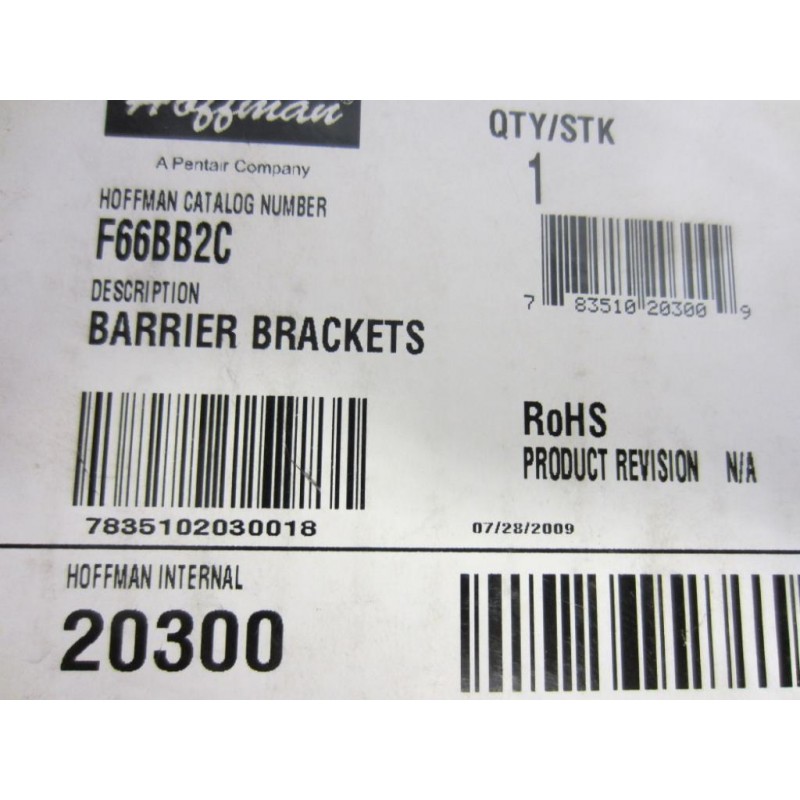 Hoffman®
A Pentair Company
HOFFMAN CATALOG NUMBER
F66BB2C
DESCRIPTION
BARRIER BRACKETS
7835102030018
QTY/STK
1
7 83510 20300 9
RoHS
PRODUCT REVISION N/A
07/28/2009
HOFFMAN INTERNAL
20300